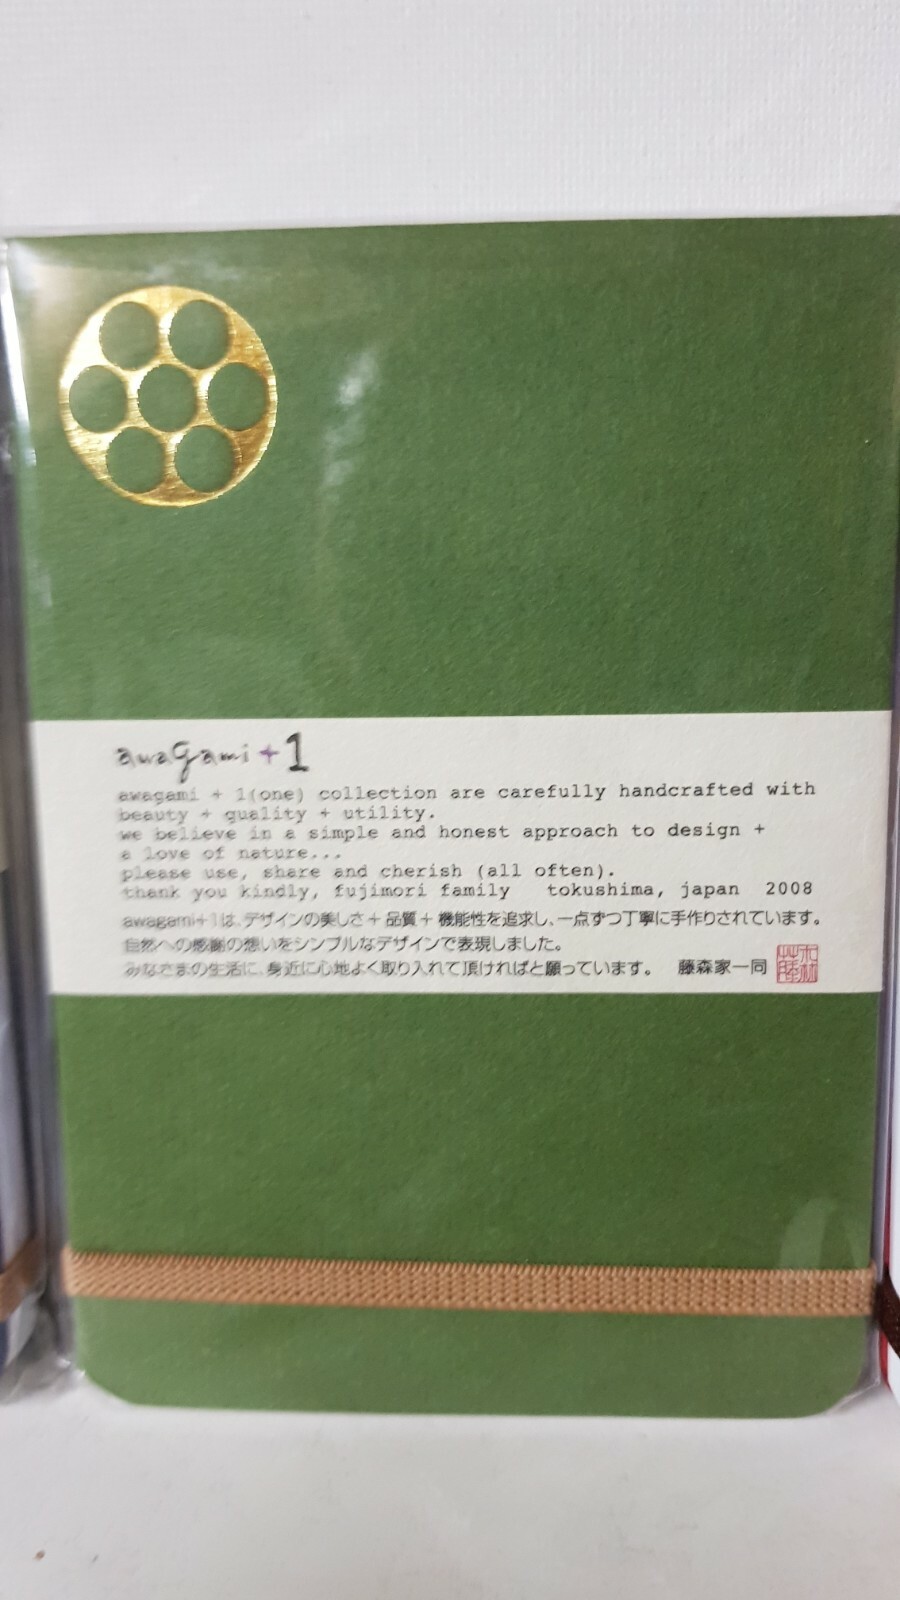 awagami + 1
awagami + 1(one) collection are carefully handcrafted with
beauty + quality + utility.
we believe in a simple and honest approach to design +
a love of nature...
please use, share and cherish (all often).
thank you kindly, fujimori family tokushima, japan 2008
awagami+1は、デザインの美しさ+品質+機能性を追求し、一点ずつ丁寧に手作りされています。
自然への感謝の想いをシンプルなデザインで表現しました。
みなさまの生活に、身近に心地よく取り入れて頂ければと願っています。 藤森家一同